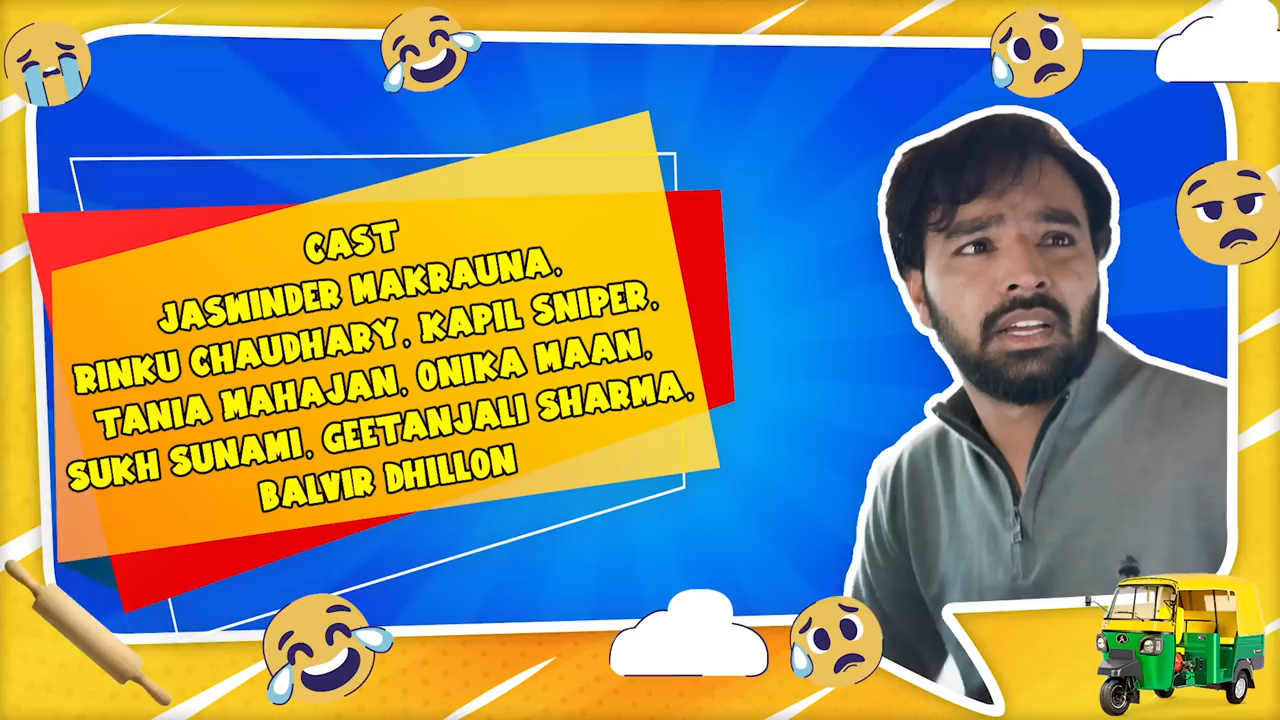 CAST
JASWINDER MAKRAUNA,
RINKU CHAUDHARY, KAPIL SNIPER,
TANIA MAHAJAN, ONIKA MAAN,
SUKH SUNAMI, GEETANJALI SHARMA,
BALVIR DHILLON